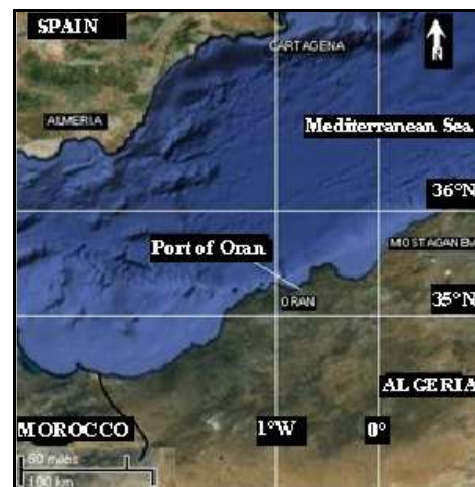 SPAIN
CARTAGENA
N
ALMERIA
Mediterranean Sea
36°N
Port of Oran
MOSTAGANEM
ORAN
35°N
ALGERIA
MOROCCO
1°W
0°
50 miles
100 km